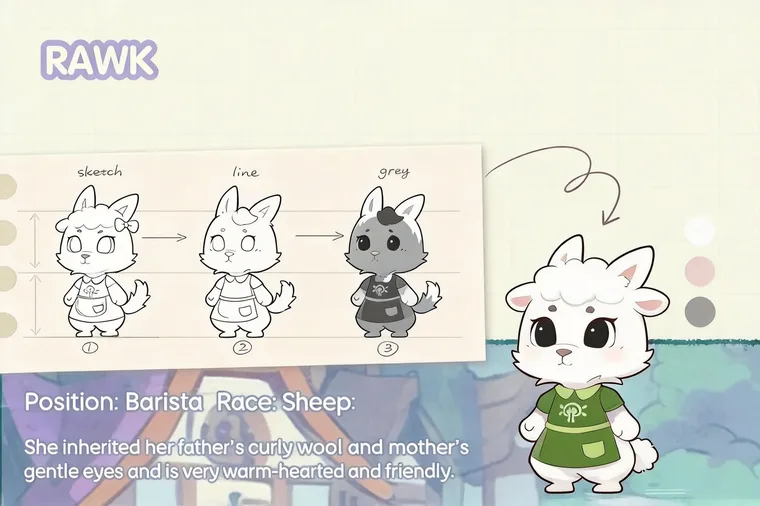 RAWK
sketch line grey
① ② ③
Position: Barista Race: Sheep:
She inherited her father's curly wool and mother's
gentle eyes and is very warm-hearted and friendly.